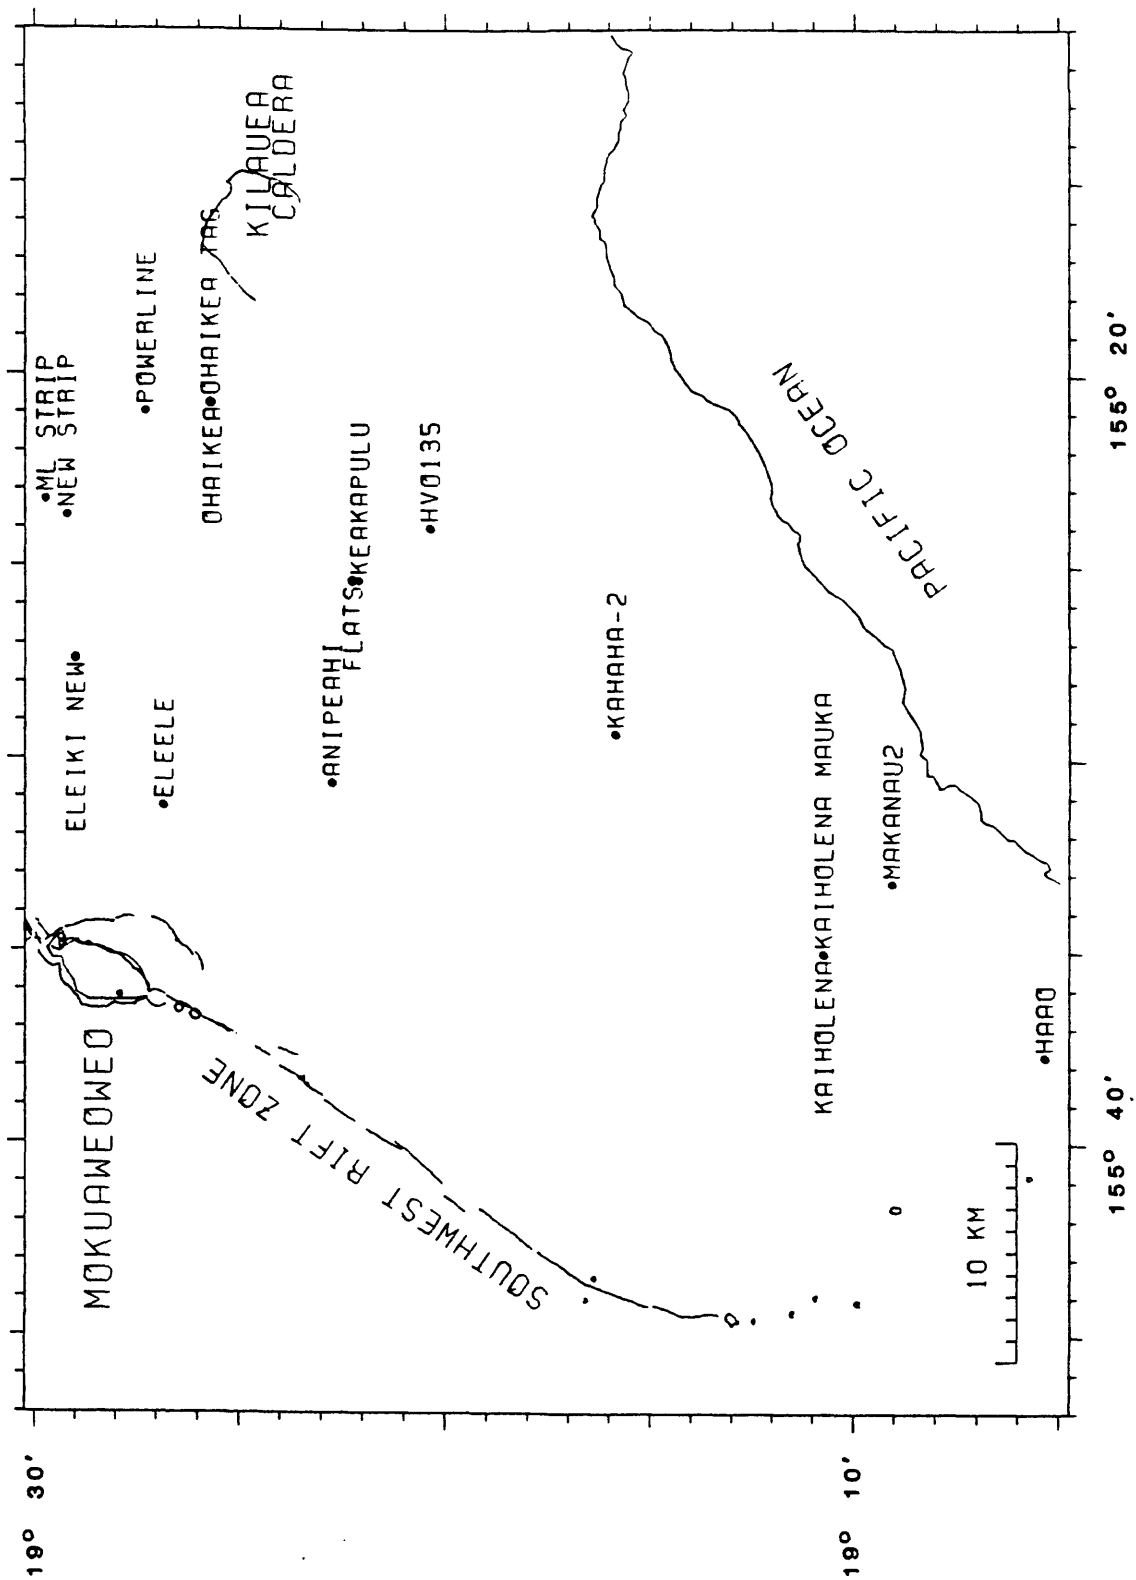 19° 30'
19° 10'
155° 40'
155° 20'
MOKUAWEOWEO
ELEIKI NEW
ML STRIP
NEW STRIP
ELEELE
POWERLINE
OHAIKEA
OHAIKEA TAG
KILAUEA
CALDERA
SOUTHWEST RIFT ZONE
ANIPEAHI
FLATS
KEAKAPULU
HVO135
KAHAHA-2
PACIFIC OCEAN
KAIHOLENA
KAIHOLENA MAUKA
MAKANAU2
10 KM
HAAO